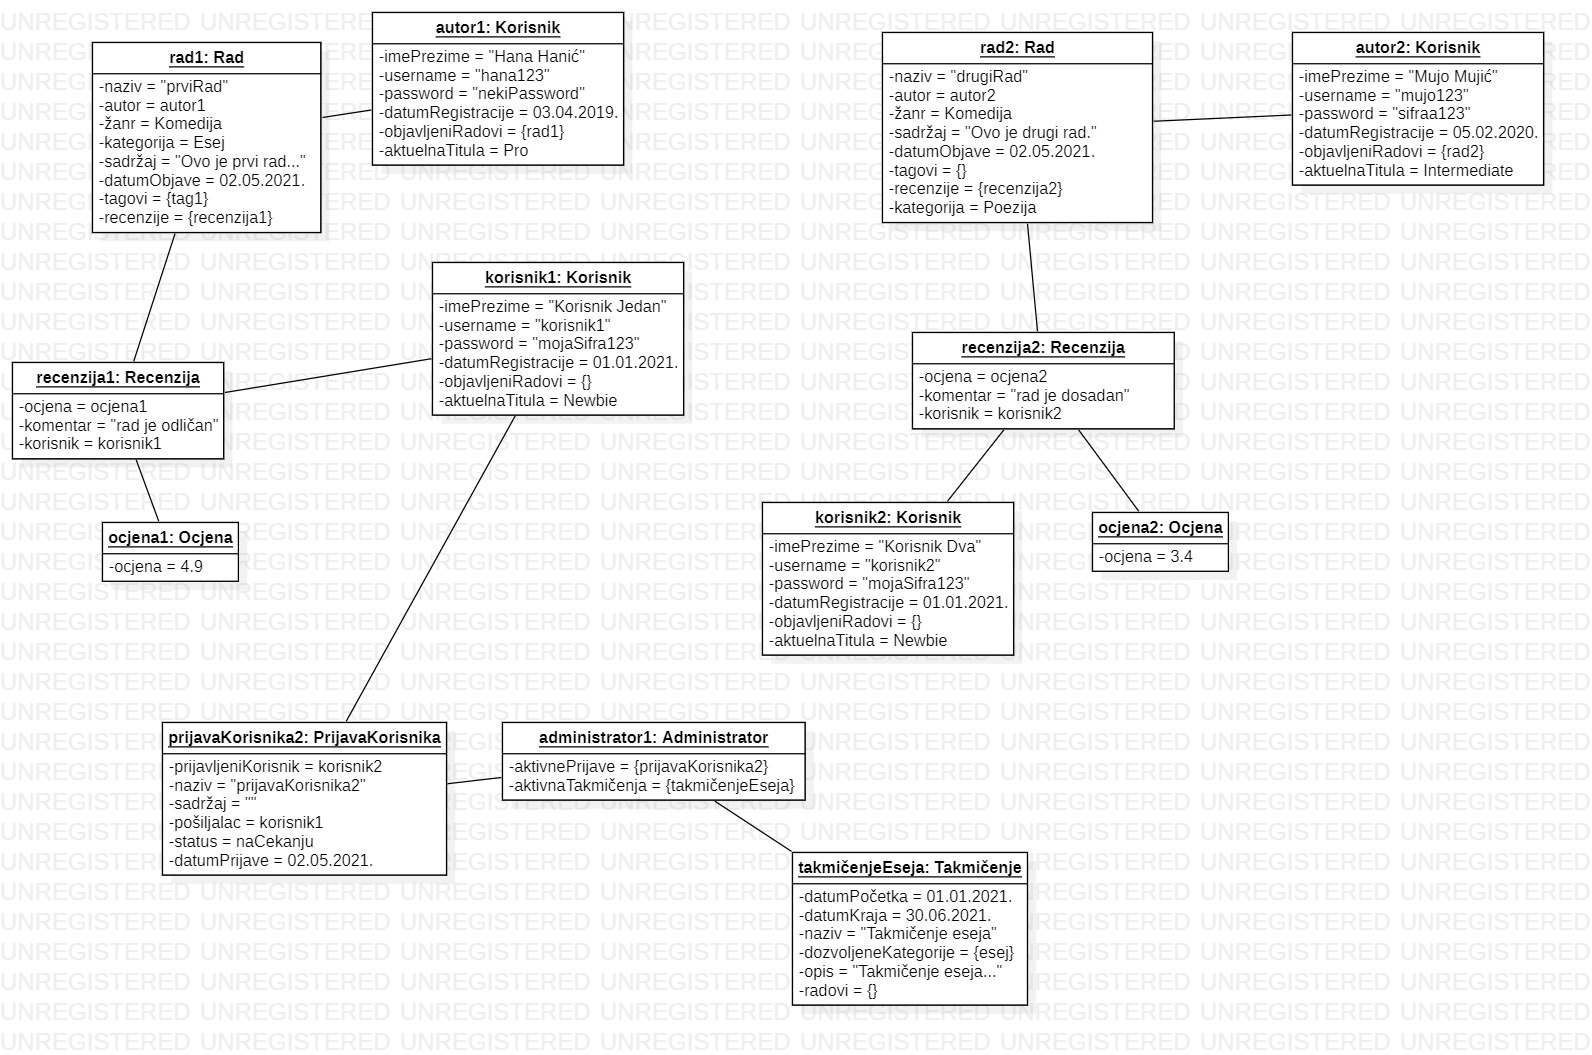 rad1: Rad
-naziv = "prviRad"
-autor = autor1
-žanr = Komedija
-kategorija = Esej
-sadržaj = "Ovo je prvi rad..."
-datumObjave = 02.05.2021.
-tagovi = {tag1}
-recenzije = {recenzija1}
autor1: Korisnik
-imePrezime = "Hana Hanić"
-username = "hana123"
-password = "nekiPassword"
-datumRegistracije = 03.04.2019.
-objavljeniRadovi = {rad1}
-aktuelnaTitula = Pro
rad2: Rad
-naziv = "drugiRad"
-autor = autor2
-žanr = Komedija
-sadržaj = "Ovo je drugi rad."
-datumObjave = 02.05.2021.
-tagovi = {}
-recenzije = {recenzija2}
-kategorija = Poezija
autor2: Korisnik
-imePrezime = "Mujo Mujić"
-username = "mujo123"
-password = "sifraa123"
-datumRegistracije = 05.02.2020.
-objavljeniRadovi = {rad2}
-aktuelnaTitula = Intermediate
korisnik1: Korisnik
-imePrezime = "Korisnik Jedan"
-username = "korisnik1"
-password = "mojaSifra123"
-datumRegistracije = 01.01.2021.
-objavljeniRadovi = {}
-aktuelnaTitula = Newbie
recenzija1: Recenzija
-ocjena = ocjena1
-komentar = "rad je odličan"
-korisnik = korisnik1
recenzija2: Recenzija
-ocjena = ocjena2
-komentar = "rad je dosadan"
-korisnik = korisnik2
ocjena1: Ocjena
-ocjena = 4.9
korisnik2: Korisnik
-imePrezime = "Korisnik Dva"
-username = "korisnik2"
-password = "mojaSifra123"
-datumRegistracije = 01.01.2021.
-objavljeniRadovi = {}
-aktuelnaTitula = Newbie
ocjena2: Ocjena
-ocjena = 3.4
prijavaKorisnika2: PrijavaKorisnika
-prijavljeniKorisnik = korisnik2
-naziv = "prijavaKorisnika2"
-sadržaj = ""
-pošiljalac = korisnik1
-status = naCekanju
-datumPrijave = 02.05.2021.
administrator1: Administrator
-aktivnePrijave = {prijavaKorisnika2}
-aktivnaTakmičenja = {takmičenjeEseja}
takmičenjeEseja: Takmičenje
-datumPočetka = 01.01.2021.
-datumKraja = 30.06.2021.
-naziv = "Takmičenje eseja"
-dozvoljeneKategorije = {esej}
-opis = "Takmičenje eseja..."
-radovi = {}
UNREGISTERED